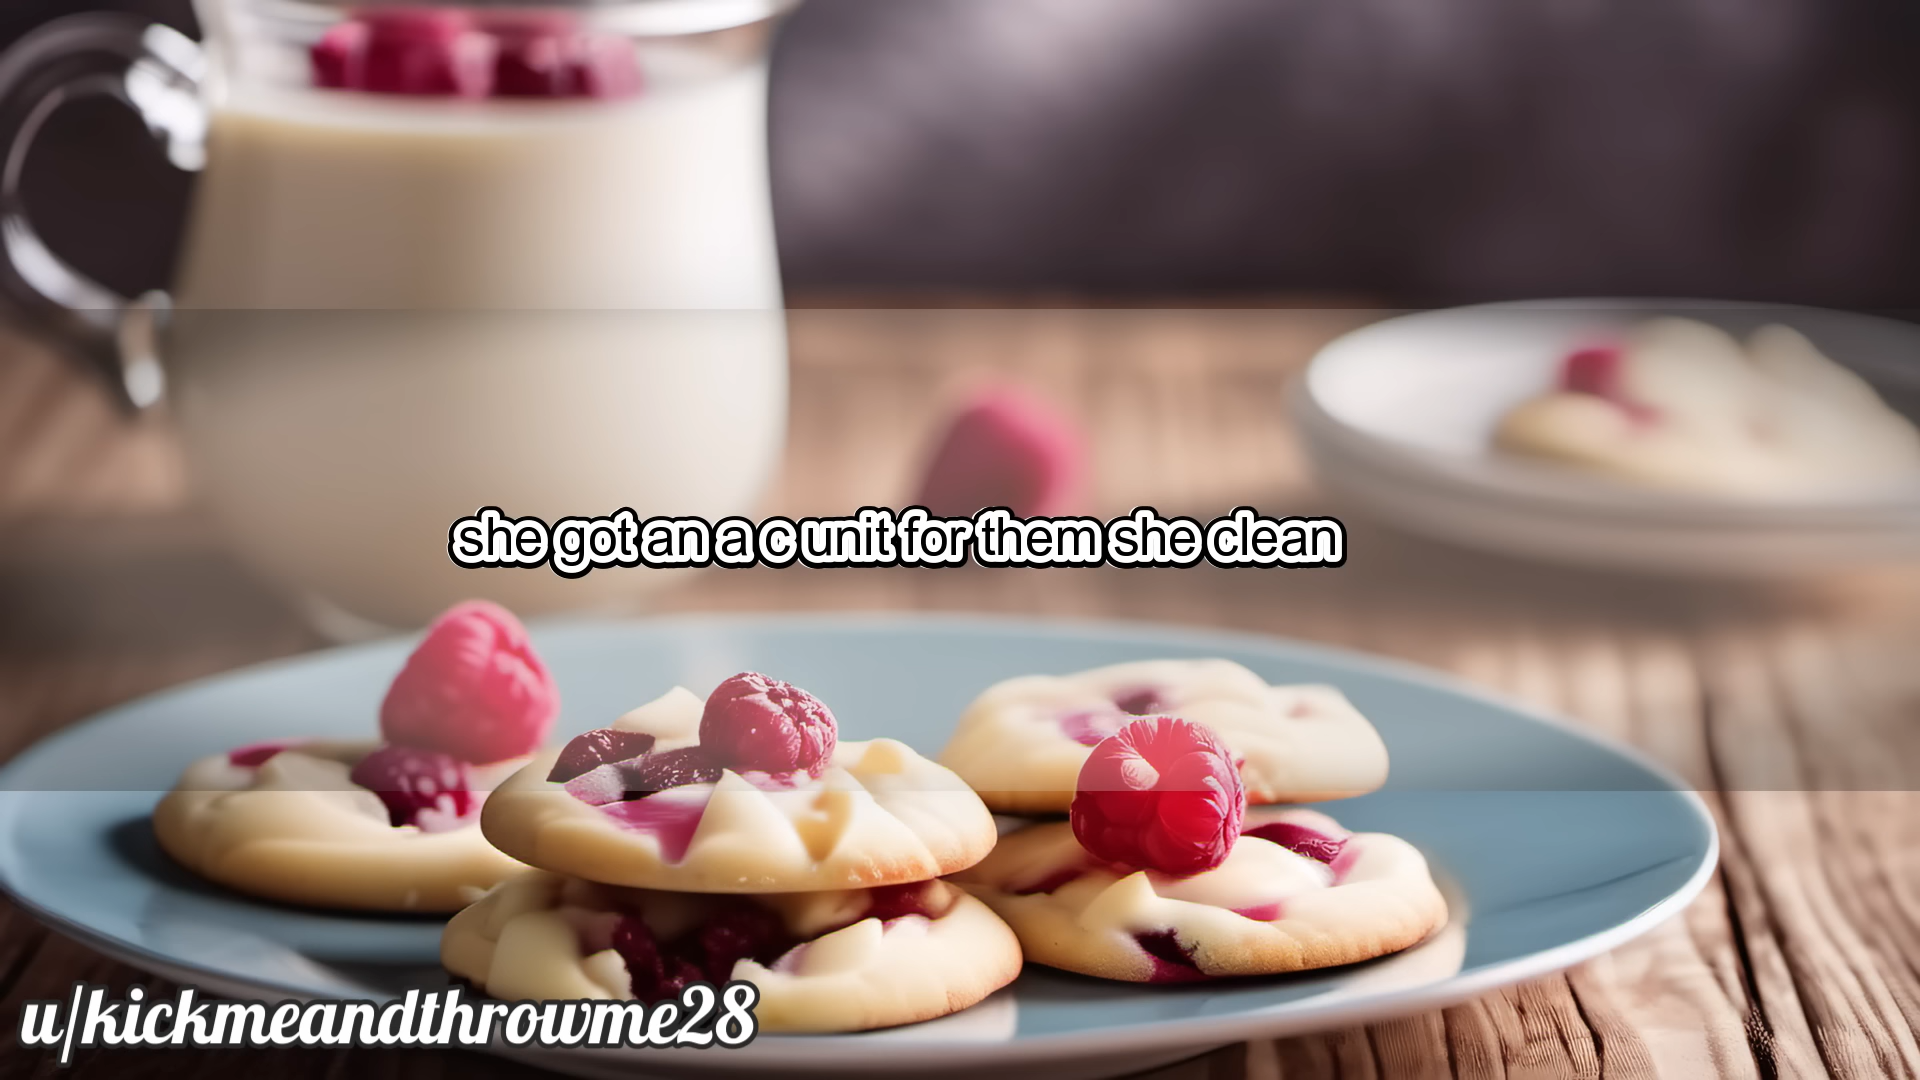 she got an a c unit for them she clean
u/kickmeandthrowme28